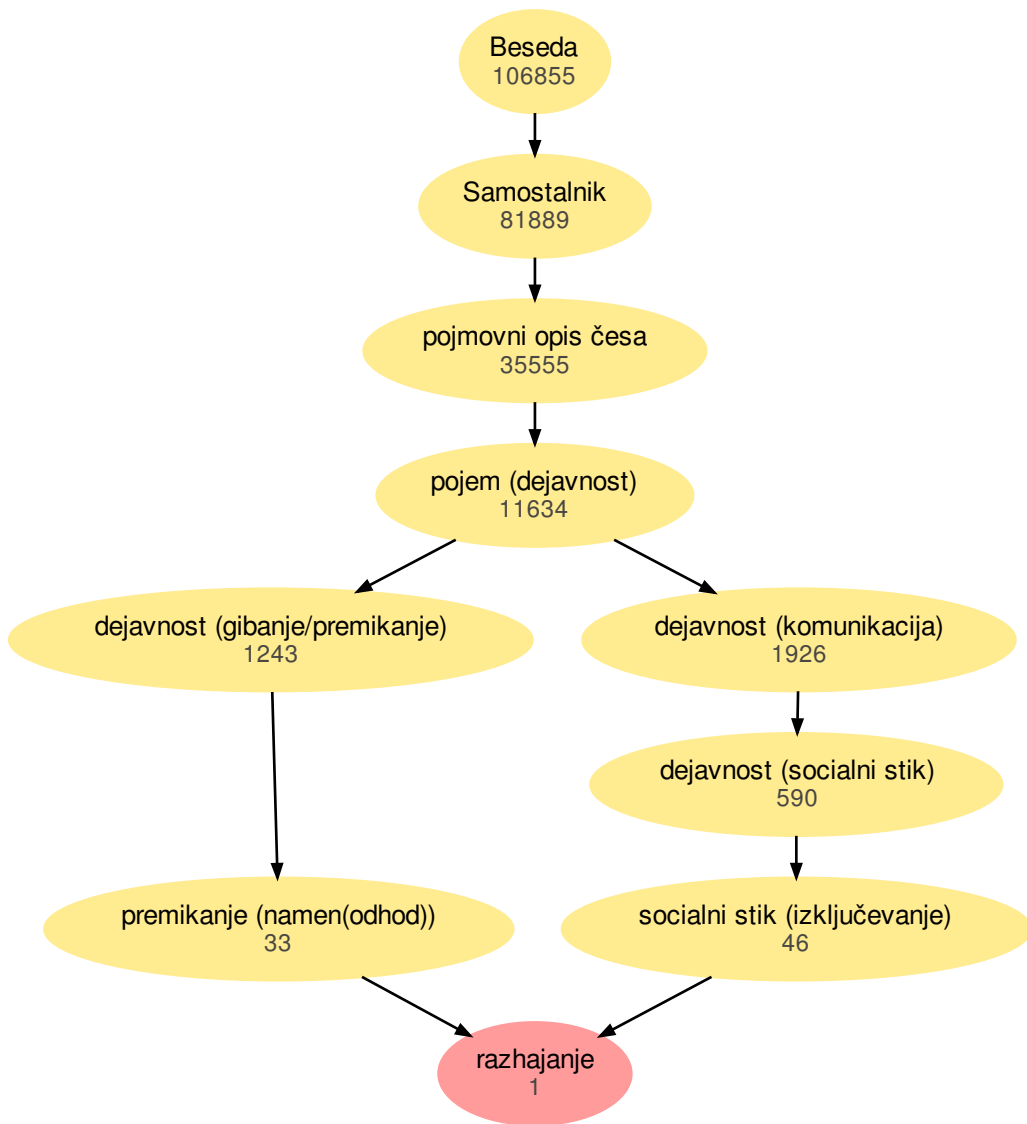 Beseda
106855
Samostalnik
81889
pojmovni opis česa
35555
pojem (dejavnost)
11634
dejavnost (gibanje/premikanje)
1243
dejavnost (komunikacija)
1926
dejavnost (socialni stik)
590
premikanje (namen(odhod))
33
socialni stik (izključevanje)
46
razhajanje
1